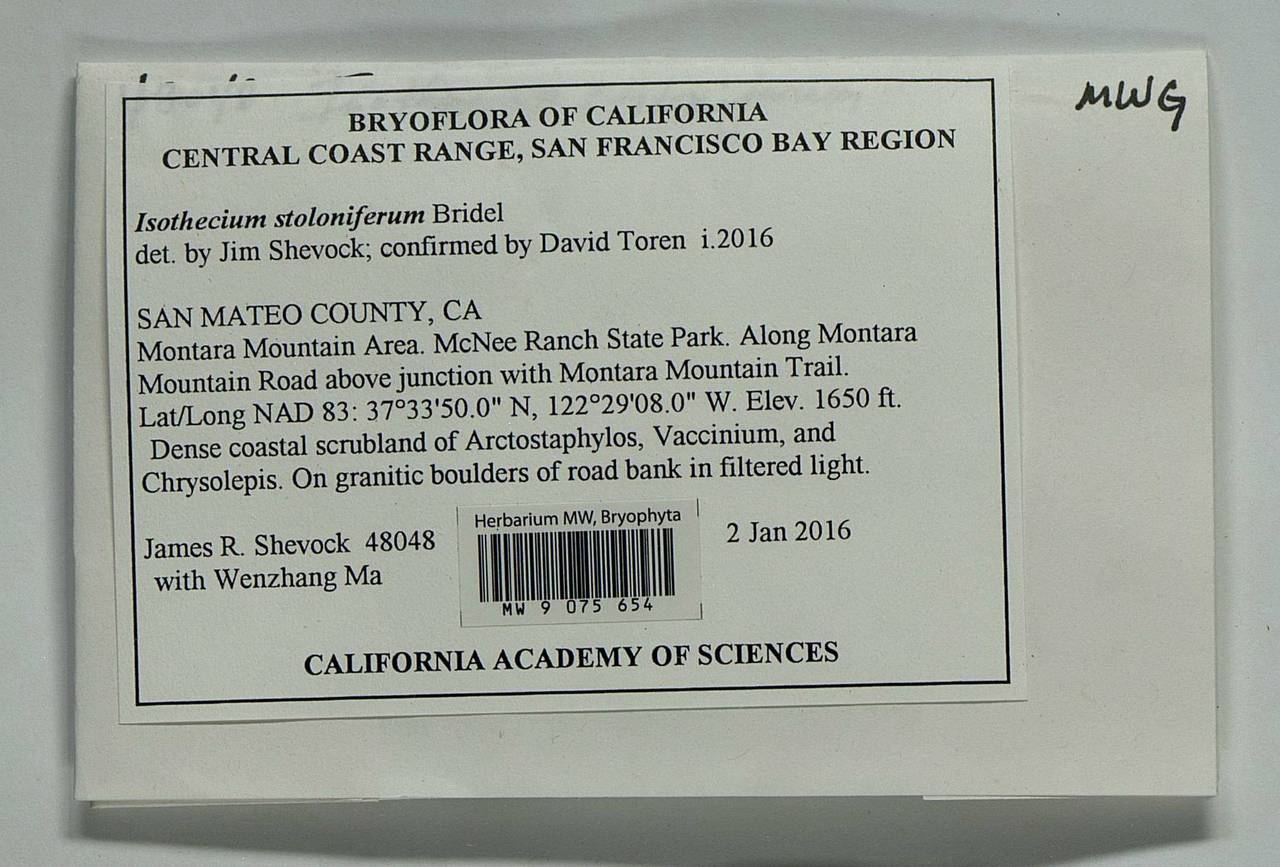 MWG
BRYOFLORA OF CALIFORNIA
CENTRAL COAST RANGE, SAN FRANCISCO BAY REGION
Isothecium stoloniferum Bridel
det. by Jim Shevock; confirmed by David Toren i.2016
SAN MATEO COUNTY, CA
Montara Mountain Area. McNee Ranch State Park. Along Montara
Mountain Road above junction with Montara Mountain Trail.
Lat/Long NAD 83: 37°33'50.0" N, 122°29'08.0" W. Elev. 1650 ft.
Dense coastal scrubland of Arctostaphylos, Vaccinium, and
Chrysolepis. On granitic boulders of road bank in filtered light.
James R. Shevock 48048
with Wenzhang Ma
Herbarium MW, Bryophyta
MW 9 075 654
2 Jan 2016
CALIFORNIA ACADEMY OF SCIENCES